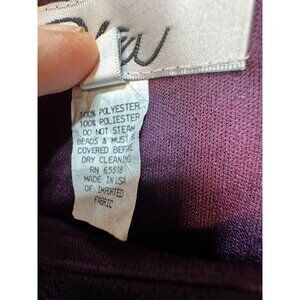 100% POLYESTER
100% POLIESTER
DO NOT STEAM
BEADS & MUST BE
COVERED BEFORE
DRY CLEANING
RN 65518
MADE IN USA
OF IMPORTED
FABRIC